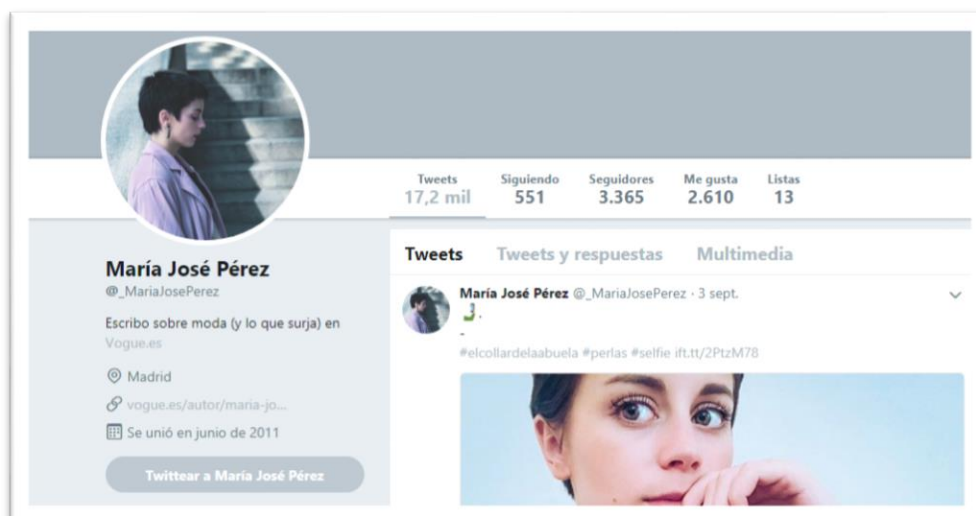 Tweets Siguiendo Seguidores Me gusta Listas
17,2 mil 551 3.365 2.610 13
María José Pérez
@_MariaJosePerez
Escribo sobre moda (y lo que surja) en
Vogue.es
Madrid
vogue.es/autor/maria-jo...
Se unió en junio de 2011
Twittear a María José Pérez
Tweets Tweets y respuestas Multimedia
María José Pérez @_MariaJosePerez · 3 sept.
.
-
#elcollardelaabuela #perlas #selfie ift.tt/2PtzM78